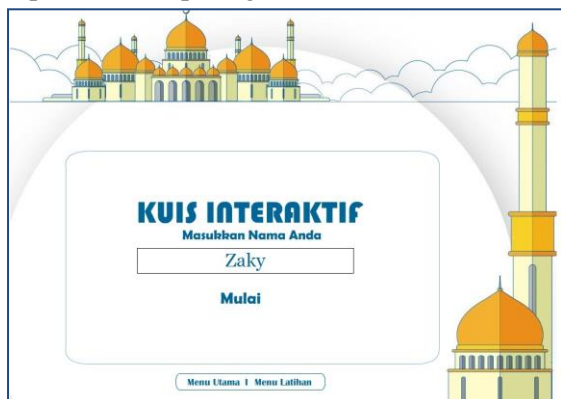 KUIS INTERAKTIF
Masukkan Nama Anda
Zaky
Mulai
Menu Utama I Menu Latihan